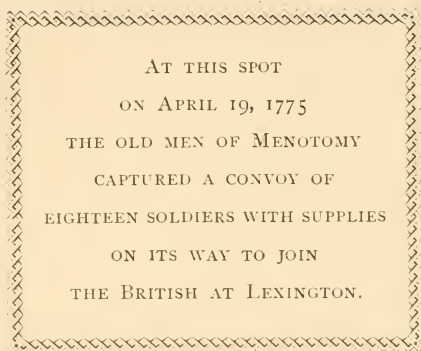 At this spot
on April 19, 1775
the old men of Menotomy
captured a convoy of
eighteen soldiers with supplies
on its way to join
the British at Lexington.